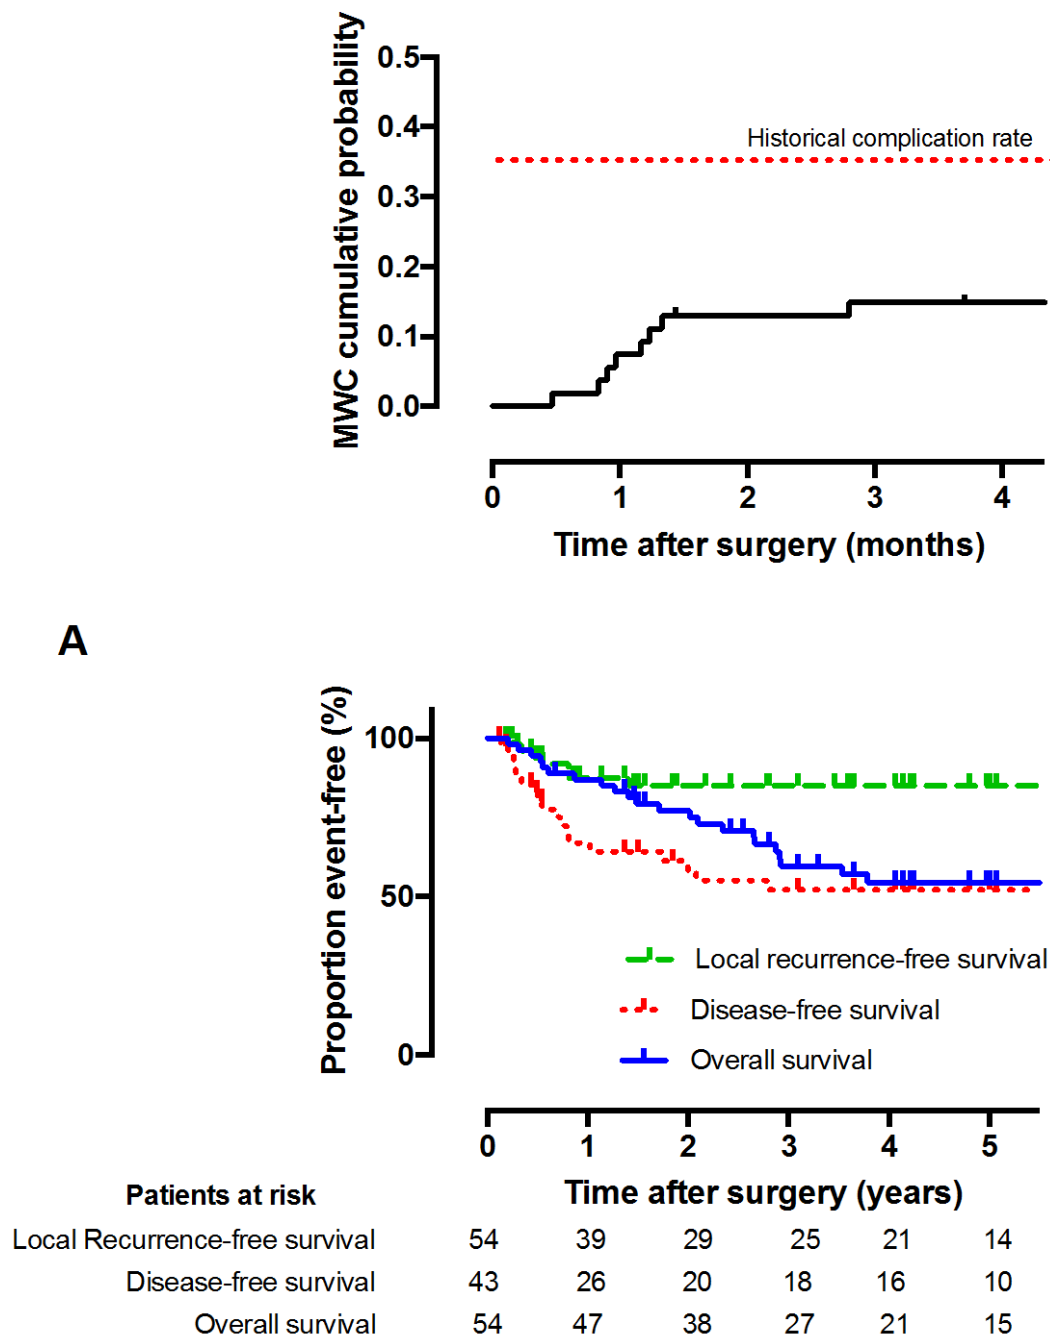 MWC cumulative probability
0.5
0.4
0.3
0.2
0.1
0.0
Historical complication rate
0 1 2 3 4
Time after surgery (months)
A
Proportion event-free (%)
100
50
0
Local recurrence-free survival
Disease-free survival
Overall survival
0 1 2 3 4 5
Patients at risk Time after surgery (years)
Local Recurrence-free survival 54 39 29 25 21 14
Disease-free survival 43 26 20 18 16 10
Overall survival 54 47 38 27 21 15